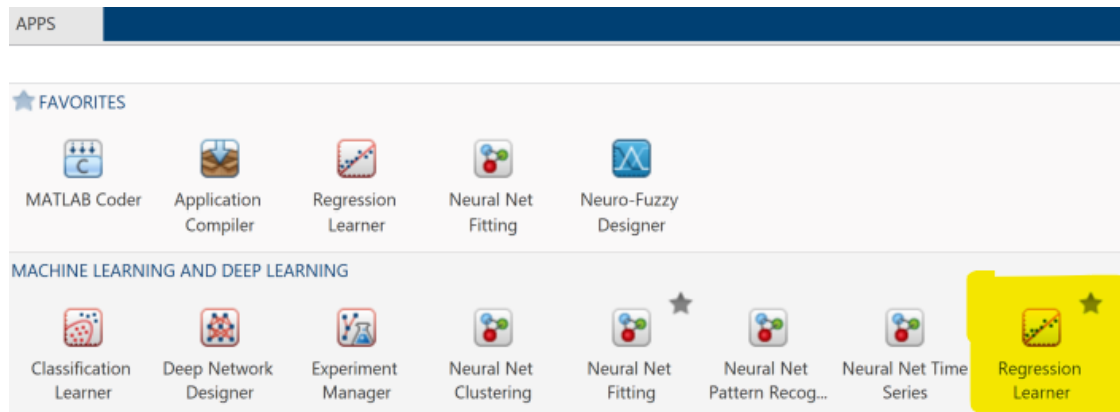 APPS
FAVORITES
MATLAB Coder
Application
Compiler
Regression
Learner
Neural Net
Fitting
Neuro-Fuzzy
Designer
MACHINE LEARNING AND DEEP LEARNING
Classification
Learner
Deep Network
Designer
Experiment
Manager
Neural Net
Clustering
Neural Net
Fitting
Neural Net
Pattern Recog...
Neural Net Time
Series
Regression
Learner